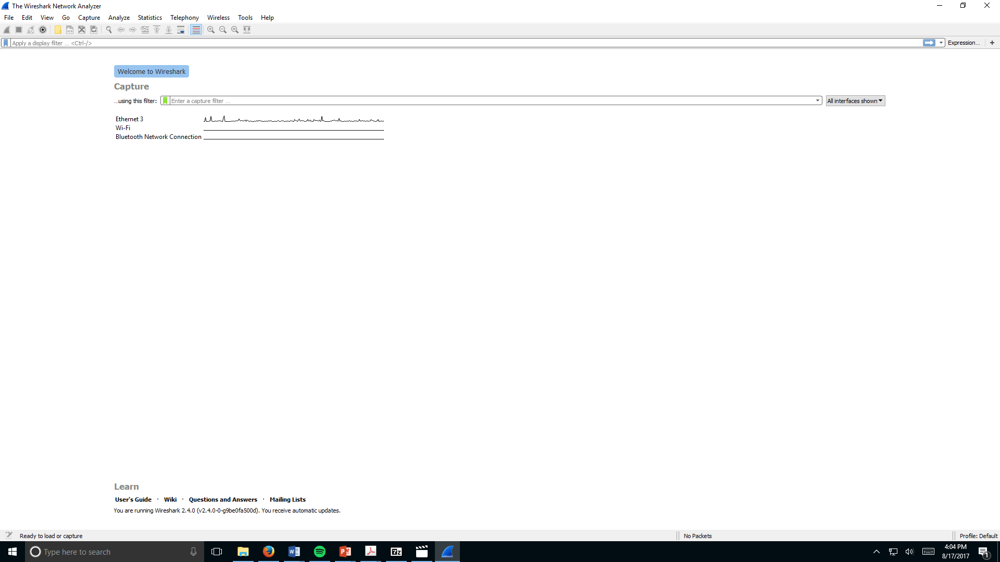 The Wireshark Network Analyzer
File Edit View Go Capture Analyze Statistics Telephony Wireless Tools Help
Apply a display filter ... <Ctrl-/> Expression... +
Welcome to Wireshark
Capture
...using this filter: Enter a capture filter ... All interfaces shown
Ethernet 3
Wi-Fi
Bluetooth Network Connection
Learn
User's Guide · Wiki · Questions and Answers · Mailing Lists
You are running Wireshark 2.4.0 (v2.4.0-0-g9be0fa500d). You receive automatic updates.
Ready to load or capture No Packets Profile: Default
Type here to search
4:04 PM
8/17/2017
1